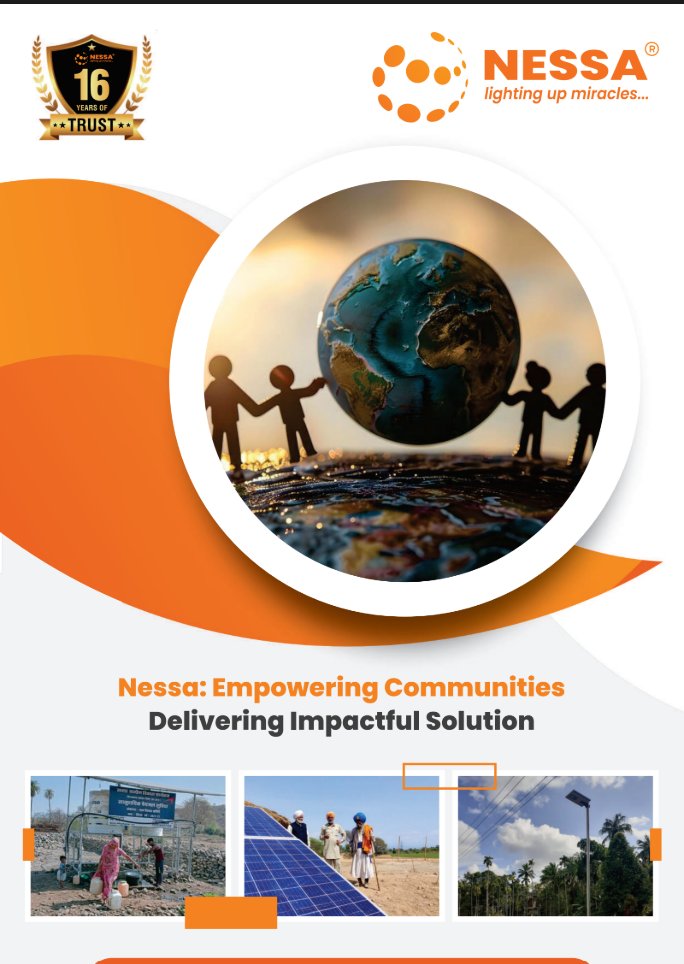 NESSA
16
YEARS OF
TRUST
NESSA®
lighting up miracles...
Nessa: Empowering Communities
Delivering Impactful Solution